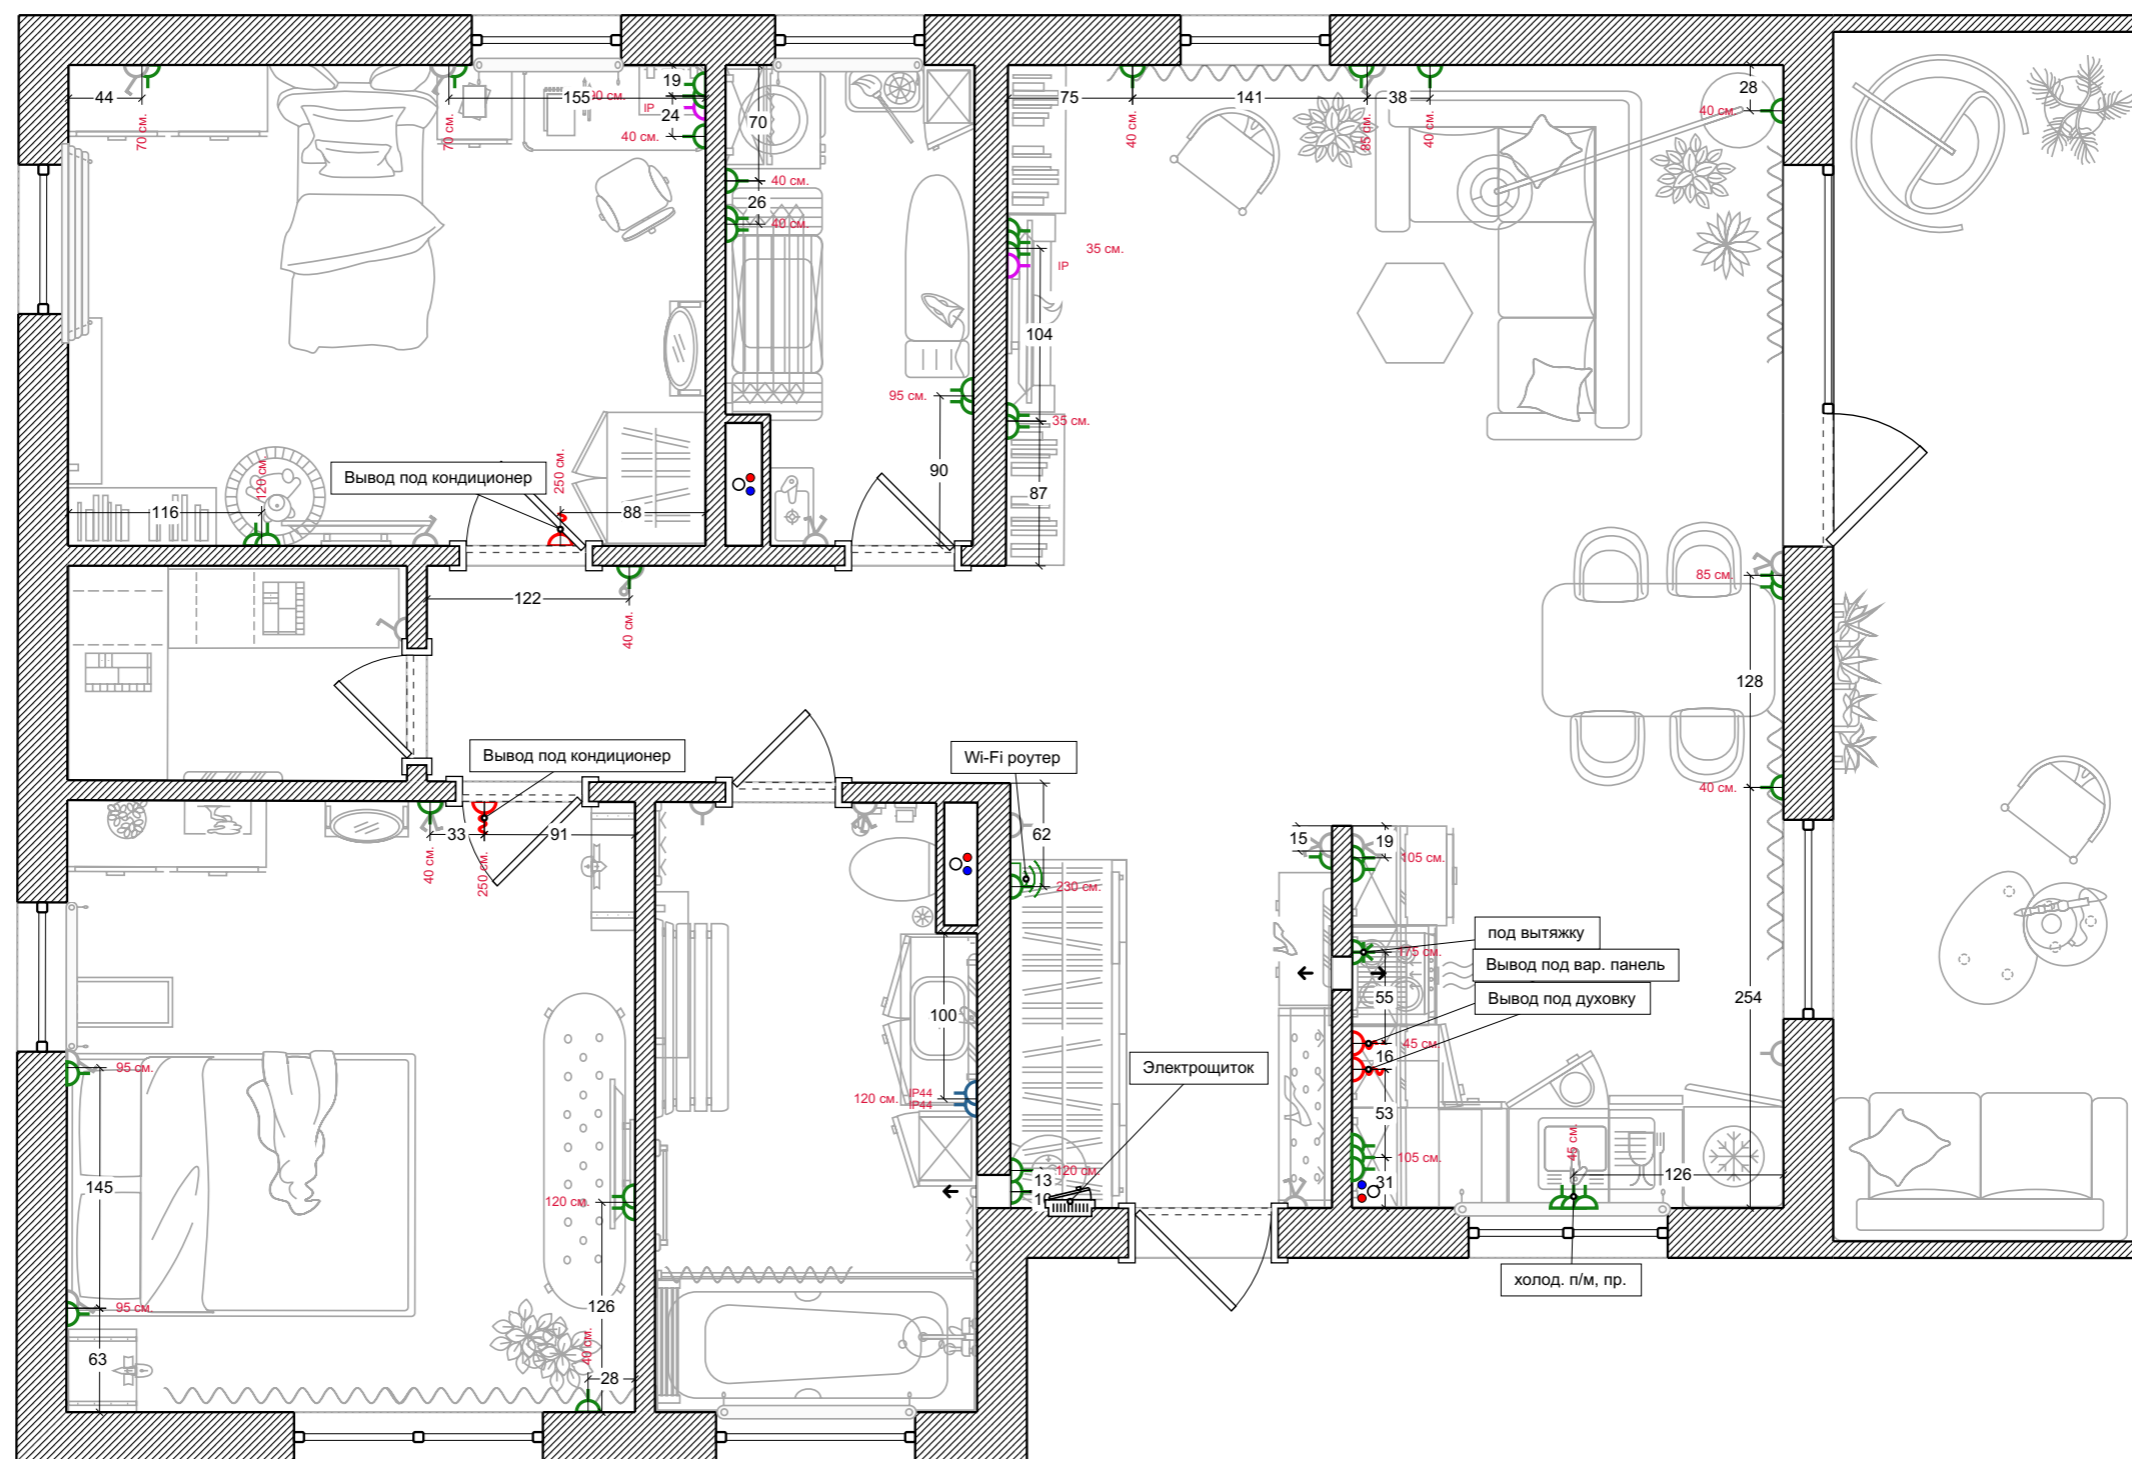 44
70 см.
155
70 см.
19
IP
24
40 см.
70
40 см.
26
40 см.
75
40 см.
141
85 см.
38
40 см.
28
40 см.
35 см.
IP
104
35 см.
87
95 см.
90
Вывод под кондиционер
250 см.
88
120 см.
116
122
40 см.
85 см.
128
40 см.
254
Вывод под кондиционер
33
91
40 см.
250 см.
Wi-Fi роутер
62
230 см.
15
19
105 см.
под вытяжку
175 см.
Вывод под вар. панель
55
Вывод под духовку
45 см.
16
53
105 см.
31
45 см.
126
холод. п/м, пр.
Электрощиток
120 см.
13
100
120 см.
IP44
IP44
95 см.
145
95 см.
63
120 см.
126
40 см.
28